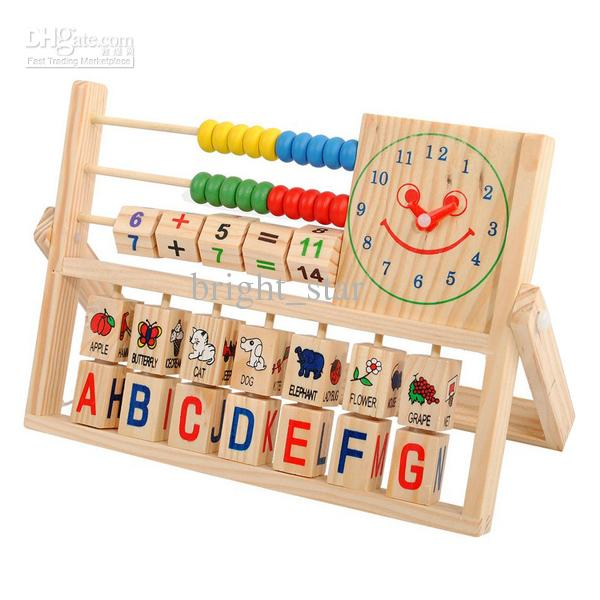 DHgate.com
Fast Trading Marketplace
12
11 1
10 2
9 3
8 4
7 6 5
6 + 5 = 11
7 + 7 = 14
bright_star
APPLE BUTTERFLY CAT DOG ELEPHANT LADYBUG FLOWER GRAPE
A H B I C J D K E L F M G N